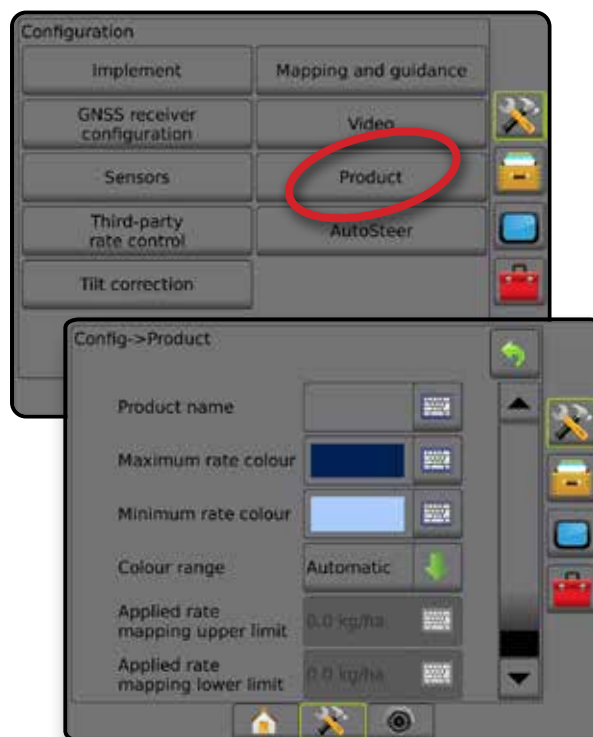 Configuration
Implement
Mapping and guidance
GNSS receiver
configuration
Video
Sensors
Product
Third-party
rate control
AutoSteer
Tilt correction
Config->Product
Product name
Maximum rate colour
Minimum rate colour
Colour range
Automatic
Applied rate
mapping upper limit
0.0 kg/ha
Applied rate
mapping lower limit
0.0 kg/ha